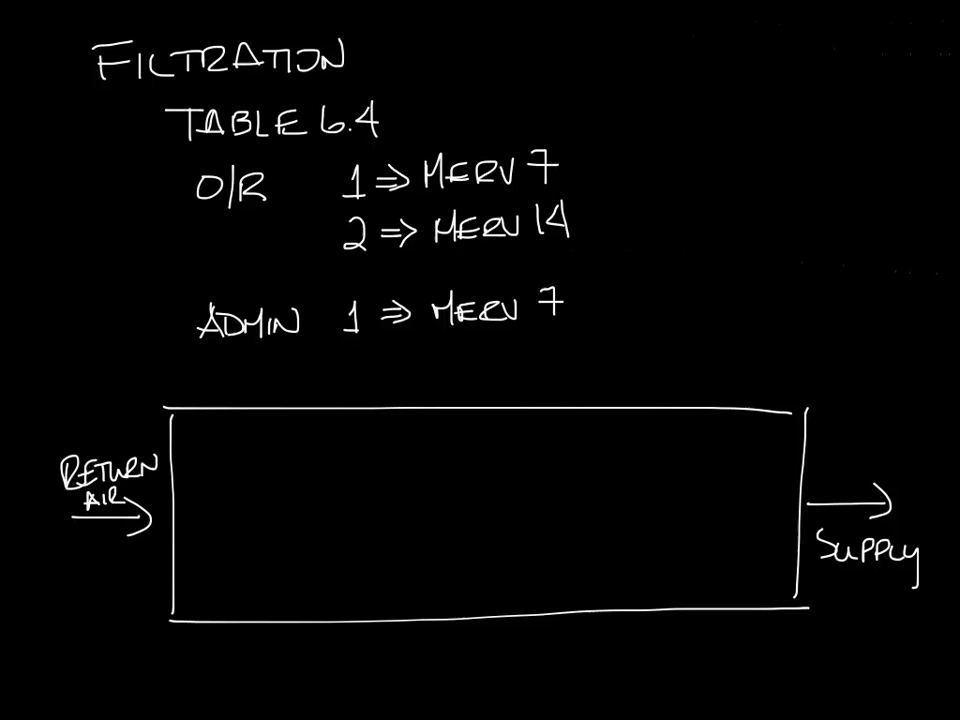 FILTRATION
TABLE 6.4
O/R 1 ⇒ MERV 7
2 ⇒ MERV 14
ADMIN 1 ⇒ MERV 7
RETURN
AIR
SUPPLY